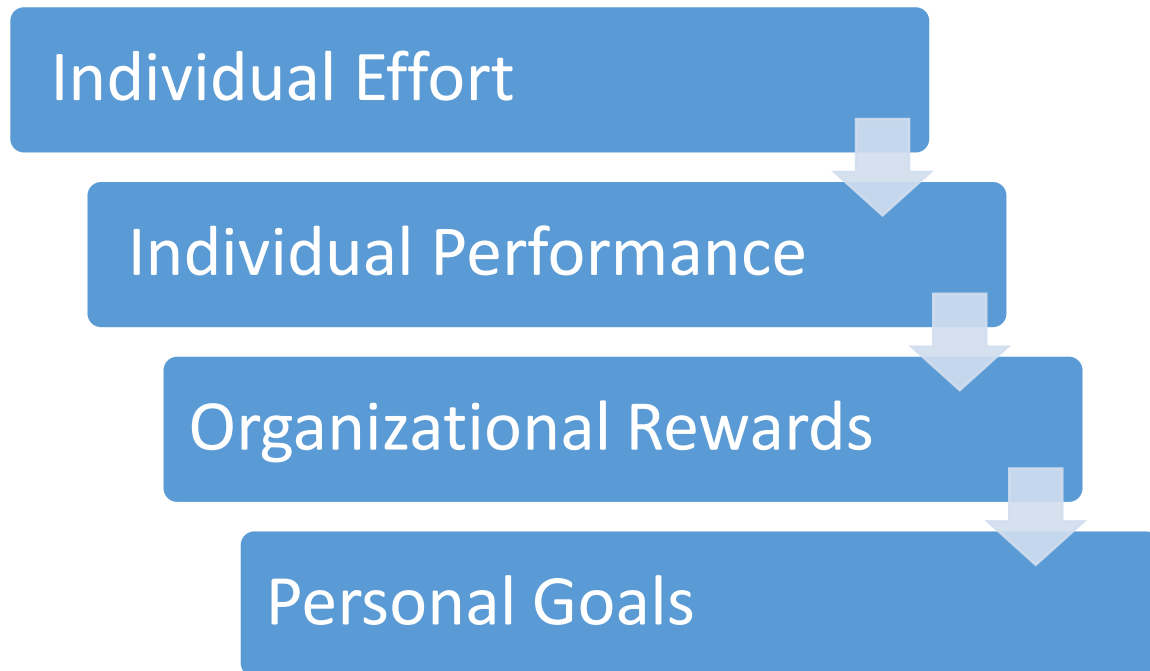 Individual Effort
Individual Performance
Organizational Rewards
Personal Goals